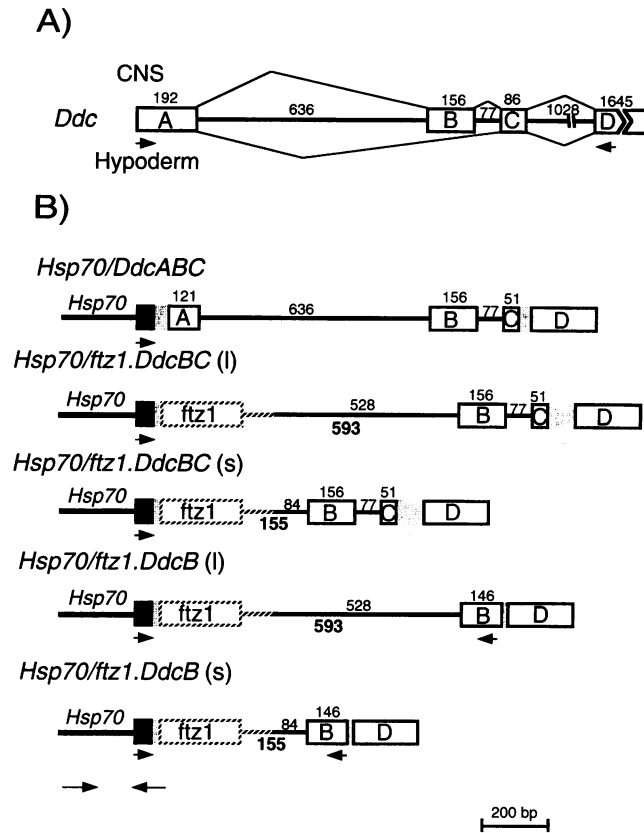 A)
CNS
192 156 86 1645
Ddc A 636 B 77 C 1028 D
Hypoderm
B)
Hsp70/DdcABC
Hsp70 121 156 51
A 636 B 77 C D
Hsp70/ftz1.DdcBC (l)
Hsp70 528 156 51
ftz1 593 B 77 C D
Hsp70/ftz1.DdcBC (s)
Hsp70 84 156 51
ftz1 155 B 77 C D
Hsp70/ftz1.DdcB (l)
Hsp70 528 146
ftz1 593 B D
Hsp70/ftz1.DdcB (s)
Hsp70 84 146
ftz1 155 B D
200 bp